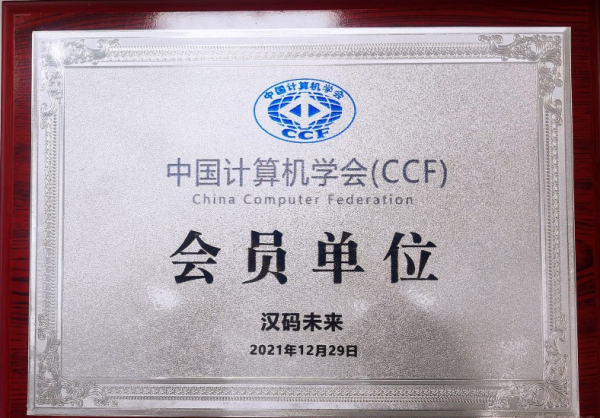 中国计算机学会
CCF
中国计算机学会(CCF)
China Computer Federation
会员单位
汉码未来
2021年12月29日